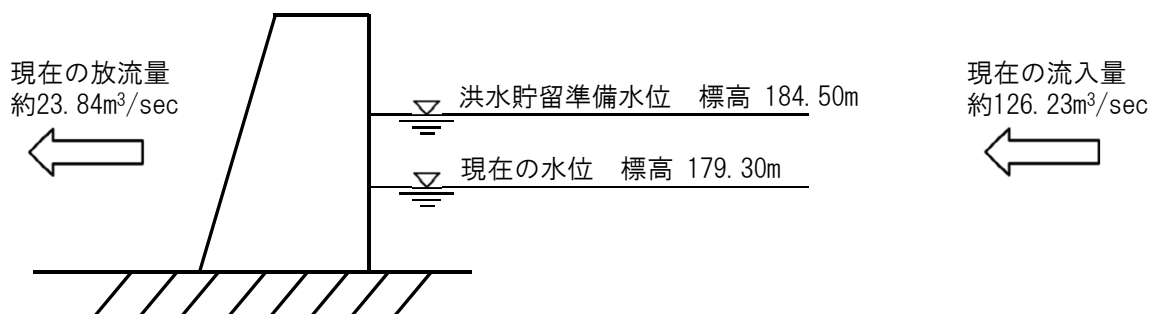 現在の放流量
約23.84m³/sec
洪水貯留準備水位　標高 184.50m
現在の水位　標高 179.30m
現在の流入量
約126.23m³/sec